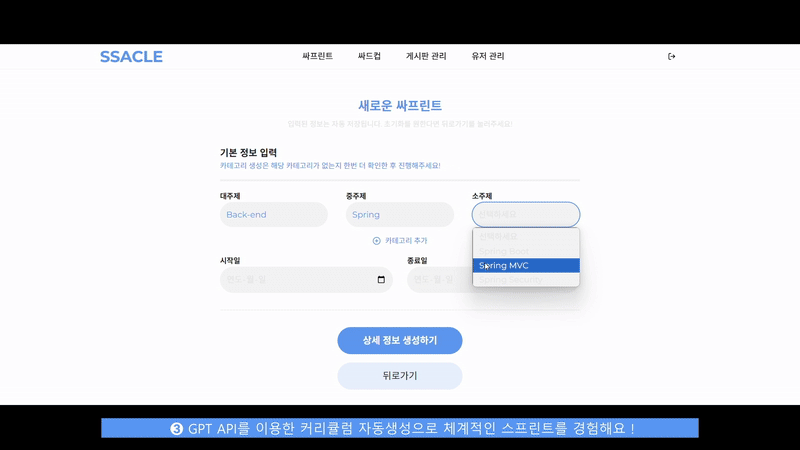 SSACLE
싸프린트
싸드컵
게시판 관리
유저 관리
새로운 싸프린트
입력된 정보는 자동 저장됩니다. 초기화를 원한다면 뒤로가기를 눌러주세요!
기본 정보 입력
카테고리 생성은 해당 카테고리가 없는지 한번 더 확인한 후 진행해주세요!
대주제
중주제
소주제
Back-end
Spring
선택하세요
선택하세요
Spring Boot
Spring MVC
Spring Security
카테고리 추가
시작일
종료일
연도. 월. 일.
연도. 월. 일.
상세 정보 생성하기
뒤로가기
❸ GPT API를 이용한 커리큘럼 자동생성으로 체계적인 스프린트를 경험해요 !